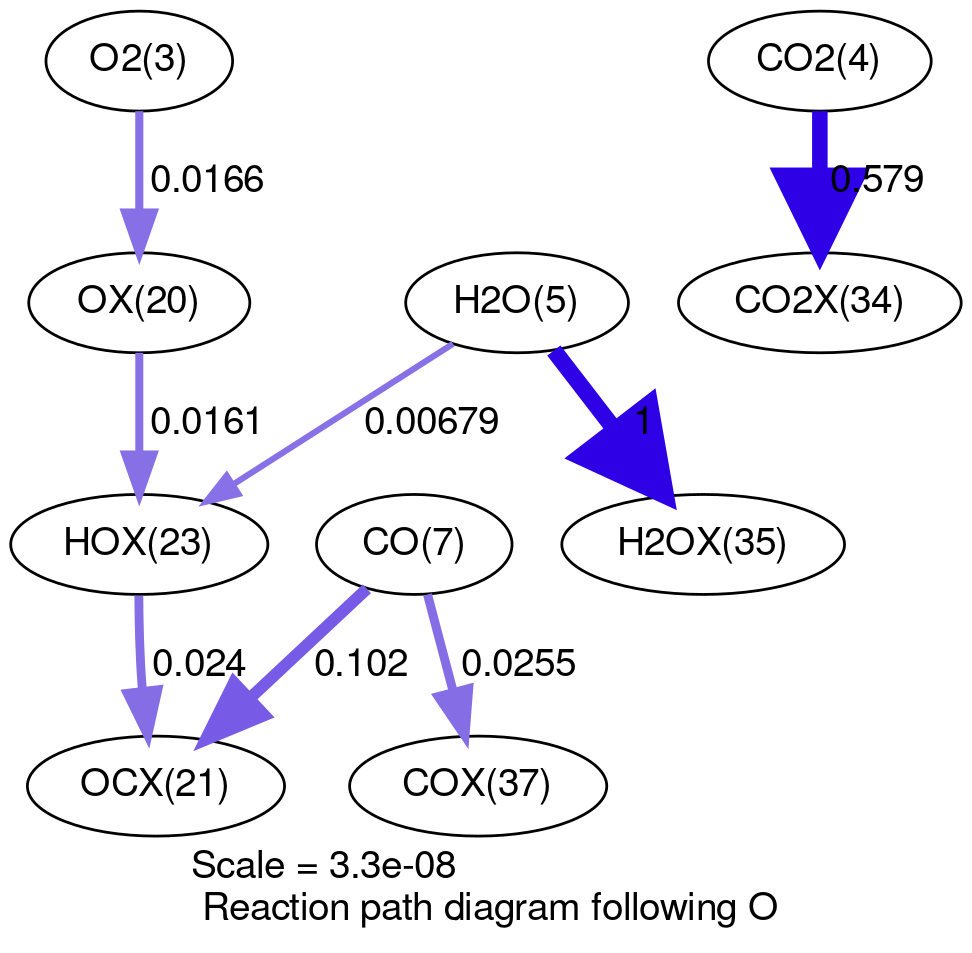 O2(3)
CO2(4)
0.0166
0.579
OX(20)
H2O(5)
CO2X(34)
0.0161
0.00679
1
HOX(23)
CO(7)
H2OX(35)
0.024
0.102
0.0255
OCX(21)
COX(37)
Scale = 3.3e-08
Reaction path diagram following O